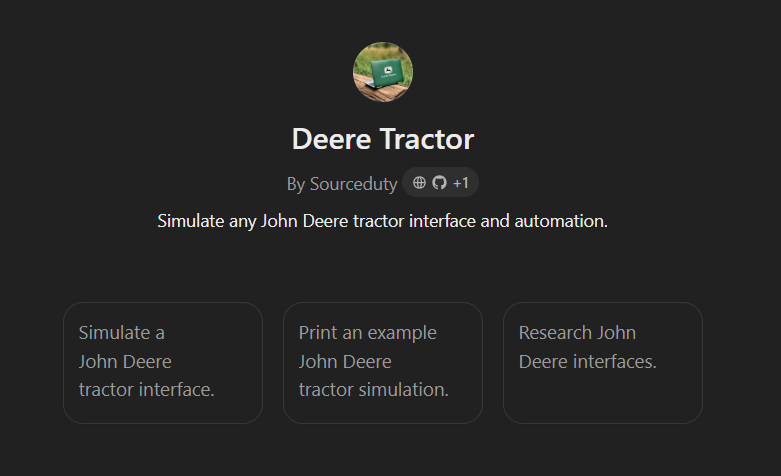 Deere Tractor
By Sourceduty +1
Simulate any John Deere tractor interface and automation.
Simulate a
John Deere
tractor interface.
Print an example
John Deere
tractor simulation.
Research John
Deere interfaces.